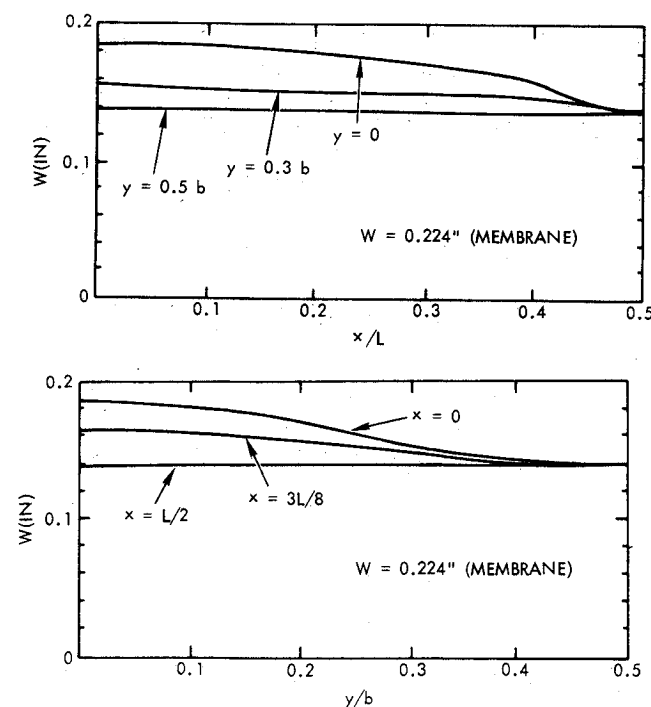 0.2
W(IN)
0.1
0
y = 0
y = 0.3 b
y = 0.5 b
W = 0.224" (MEMBRANE)
0.1 0.2 0.3 0.4 0.5
x/L
0.2
W(IN)
0.1
0
x = 0
x = 3L/8
x = L/2
W = 0.224" (MEMBRANE)
0.1 0.2 0.3 0.4 0.5
y/b